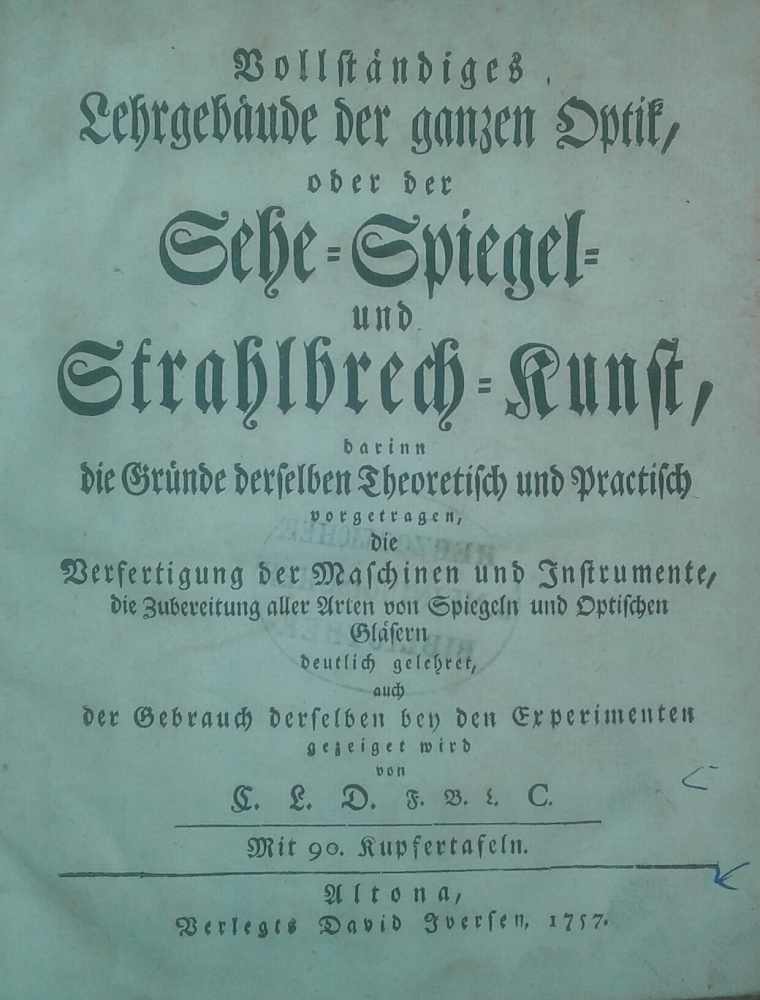 Vollſtändiges
Lehrgebäude der ganzen Optik,
oder der
Sehe-Spiegel-
und
Strahlbrech-Kunſt,
darinn
die Gründe derſelben Theoretiſch und Practiſch
vorgetragen,
die
Verfertigung der Maſchinen und Inſtrumente,
die Zubereitung aller Arten von Spiegeln und Optiſchen
Gläſern
deutlich gelehret,
auch
der Gebrauch derſelben bey den Experimenten
gezeiget wird
von
C. L. D. F. B. L. C.
Mit 90. Kupfertafeln.
Altona,
Verlegts David Iverſen, 1757.